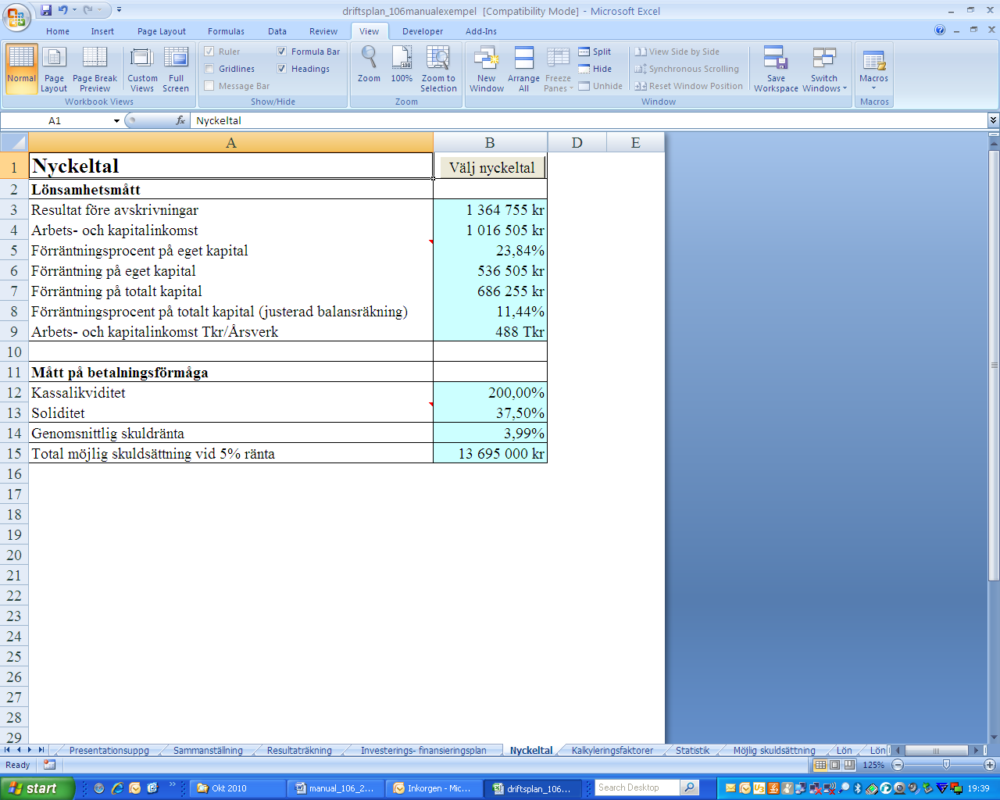 driftsplan_106manualexempel [Compatibility Mode] - Microsoft Excel
Home Insert Page Layout Formulas Data Review View Developer Add-Ins
Normal Page Layout Page Break Preview Custom Views Full Screen
Workbook Views
Ruler Formula Bar
Gridlines Headings
Message Bar
Show/Hide
Zoom 100% Zoom to Selection
Zoom
New Window Arrange All Freeze Panes
Split View Side by Side
Hide Synchronous Scrolling
Unhide Reset Window Position
Save Workspace Switch Windows
Window
Macros
Macros
A1 fx Nyckeltal
A B D E
1 Nyckeltal Välj nyckeltal
2 Lönsamhetsmått
3 Resultat före avskrivningar 1 364 755 kr
4 Arbets- och kapitalinkomst 1 016 505 kr
5 Förräntningsprocent på eget kapital 23,84%
6 Förräntning på eget kapital 536 505 kr
7 Förräntning på totalt kapital 686 255 kr
8 Förräntningsprocent på totalt kapital (justerad balansräkning) 11,44%
9 Arbets- och kapitalinkomst Tkr/Årsverk 488 Tkr
10
11 Mått på betalningsförmåga
12 Kassalikviditet 200,00%
13 Soliditet 37,50%
14 Genomsnittlig skuldränta 3,99%
15 Total möjlig skuldsättning vid 5% ränta 13 695 000 kr
16
17
18
19
20
21
22
23
24
25
26
27
28
29
Presentationsuppg Sammanställning Resultaträkning Investerings- finansieringsplan Nyckeltal Kalkyleringsfaktorer Statistik Möjlig skuldsättning Lön Lön
Ready 125%
start Okt 2010 manual_106_2... Inkorgen - Mic... driftsplan_106... Search Desktop 19:39